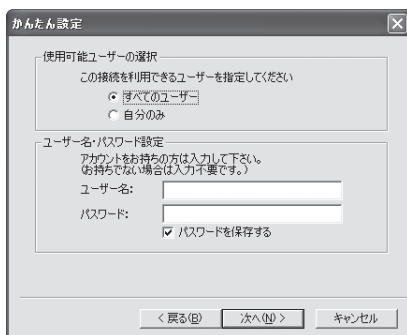 かんたん設定
使用可能ユーザーの選択
この接続を利用できるユーザーを指定してください
すべてのユーザー
自分のみ
ユーザー名・パスワード設定
アカウントをお持ちの方は入力して下さい。
(お持ちでない場合は入力不要です。)
ユーザー名:
パスワード:
パスワードを保存する
< 戻る(B) 次へ(N) > キャンセル